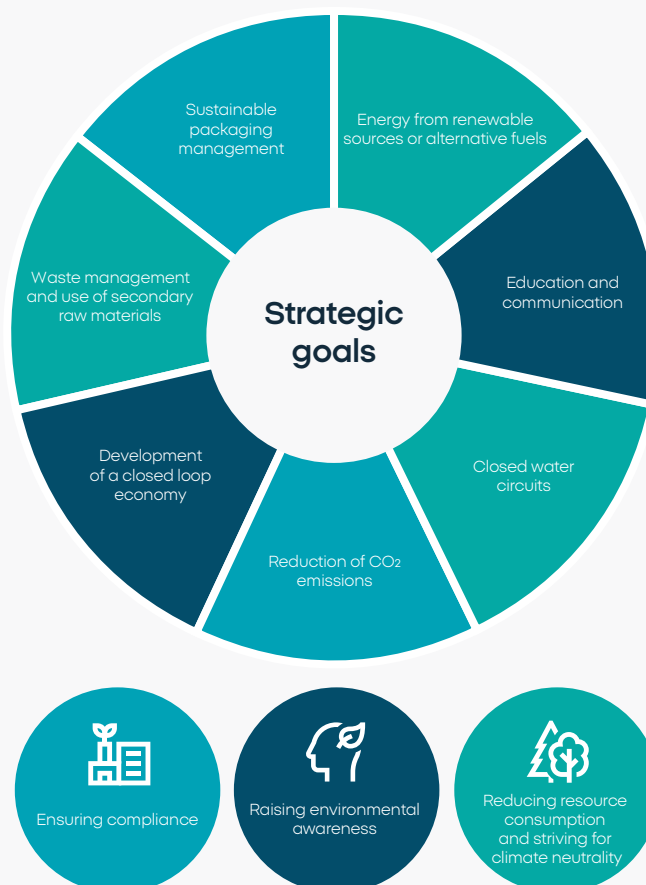 Sustainable
packaging
management
Energy from renewable
sources or alternative fuels
Waste management
and use of secondary
raw materials
Education and
communication
Strategic
goals
Development
of a closed loop
economy
Closed water
circuits
Reduction of CO₂
emissions
Ensuring compliance
Raising environmental
awareness
Reducing resource
consumption
and striving for
climate neutrality